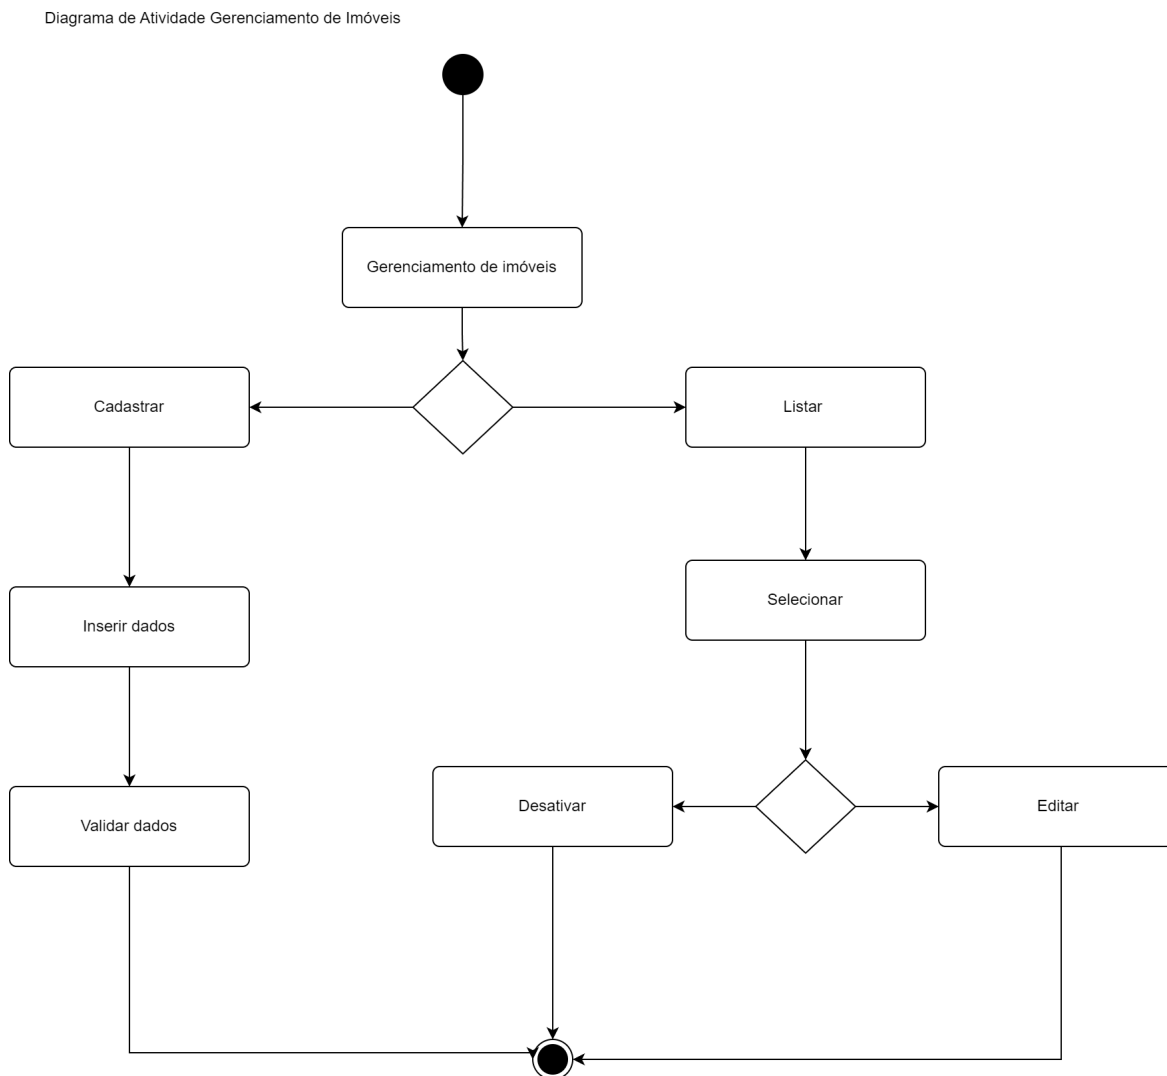 Diagrama de Atividade Gerenciamento de Imóveis
Gerenciamento de imóveis
Cadastrar
Listar
Inserir dados
Selecionar
Validar dados
Desativar
Editar